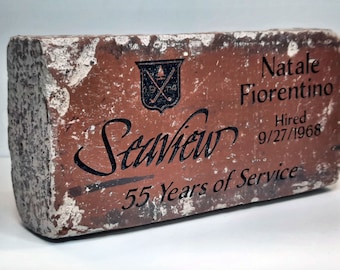 Natale
Fiorentino
Hired
9/27/1968
Seaview
55 Years of Service